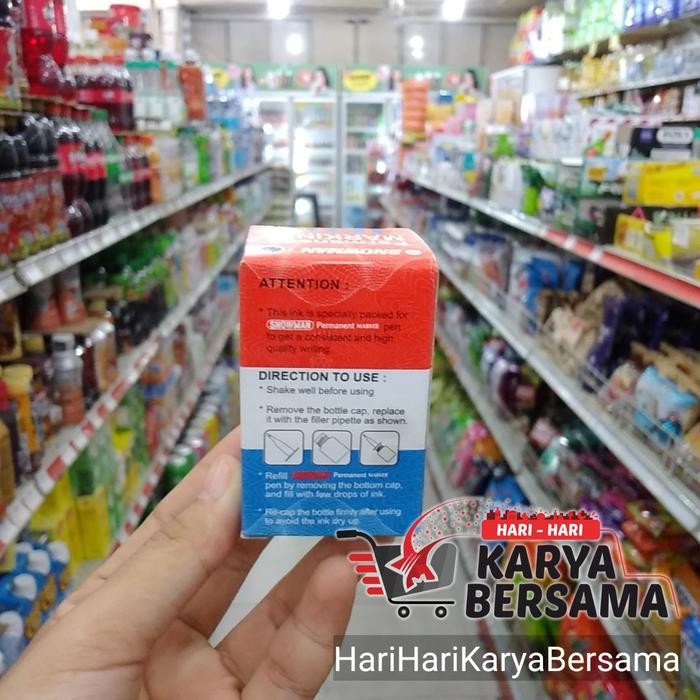 MARKIN
SNOWMAN
ATTENTION :
* This ink is specially packed for
SNOWMAN Permanent MARKER pen
to get a convistent and high
quality writing.
DIRECTION TO USE :
* Shake well before using
* Remove the bottle cap, replace
it with the filler pipette as shown.
* Refill SNOWMAN Permanent MARKER
pen by removing the bottom cap,
and fill with few drops of ink.
* Re-cap the bottle firmly after using
to avoid the ink dry up.
HARI - HARI
KARYA
BERSAMA
HariHariKaryaBersama